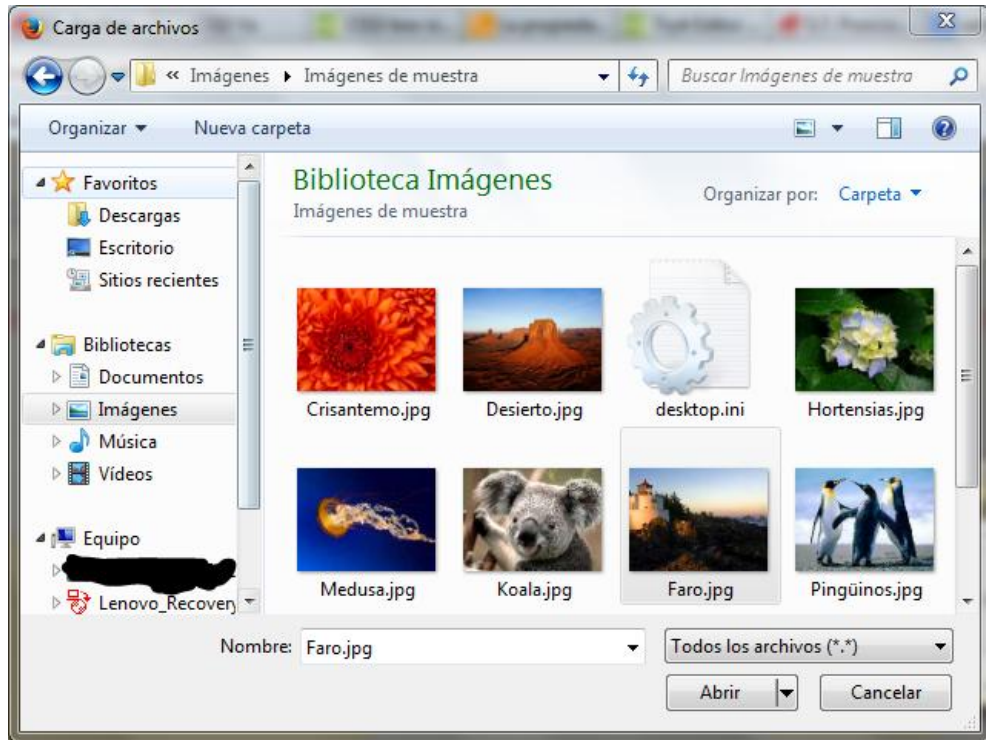 Carga de archivos
« Imágenes ▸ Imágenes de muestra
Buscar Imágenes de muestra
Organizar
Nueva carpeta
Favoritos
Descargas
Escritorio
Sitios recientes
Bibliotecas
Documentos
Imágenes
Música
Vídeos
Equipo
Lenovo_Recovery
Biblioteca Imágenes
Imágenes de muestra
Organizar por: Carpeta
Crisantemo.jpg
Desierto.jpg
desktop.ini
Hortensias.jpg
Medusa.jpg
Koala.jpg
Faro.jpg
Pingüinos.jpg
Nombre: Faro.jpg
Todos los archivos (*.*)
Abrir
Cancelar